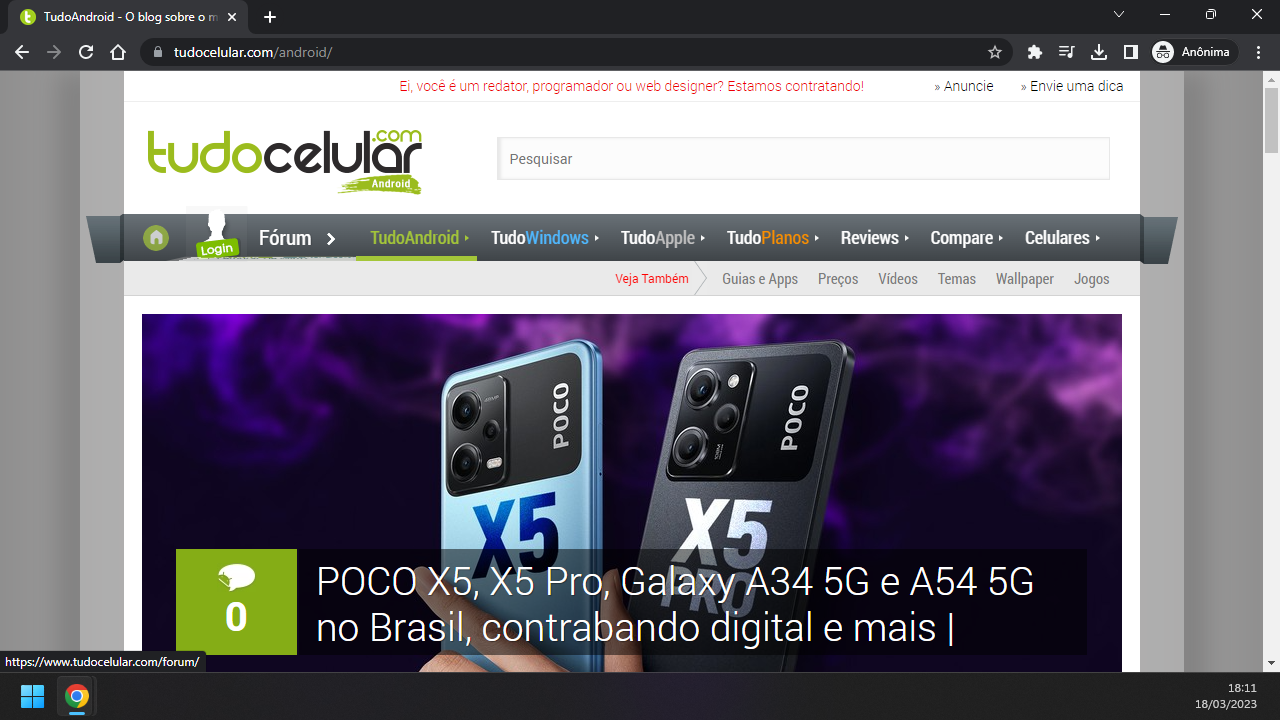 TudoAndroid - O blog sobre o m
tudocelular.com/android/
Anônima
Ei, você é um redator, programador ou web designer? Estamos contratando!
» Anuncie
» Envie uma dica
tudocelular.com
Android
Pesquisar
Login
Fórum
TudoAndroid
TudoWindows
TudoApple
TudoPlanos
Reviews
Compare
Celulares
Veja Também
Guias e Apps
Preços
Vídeos
Temas
Wallpaper
Jogos
POCO
POCO
X5
X5
PRO
0
POCO X5, X5 Pro, Galaxy A34 5G e A54 5G
no Brasil, contrabando digital e mais |
https://www.tudocelular.com/forum/
18:11
18/03/2023